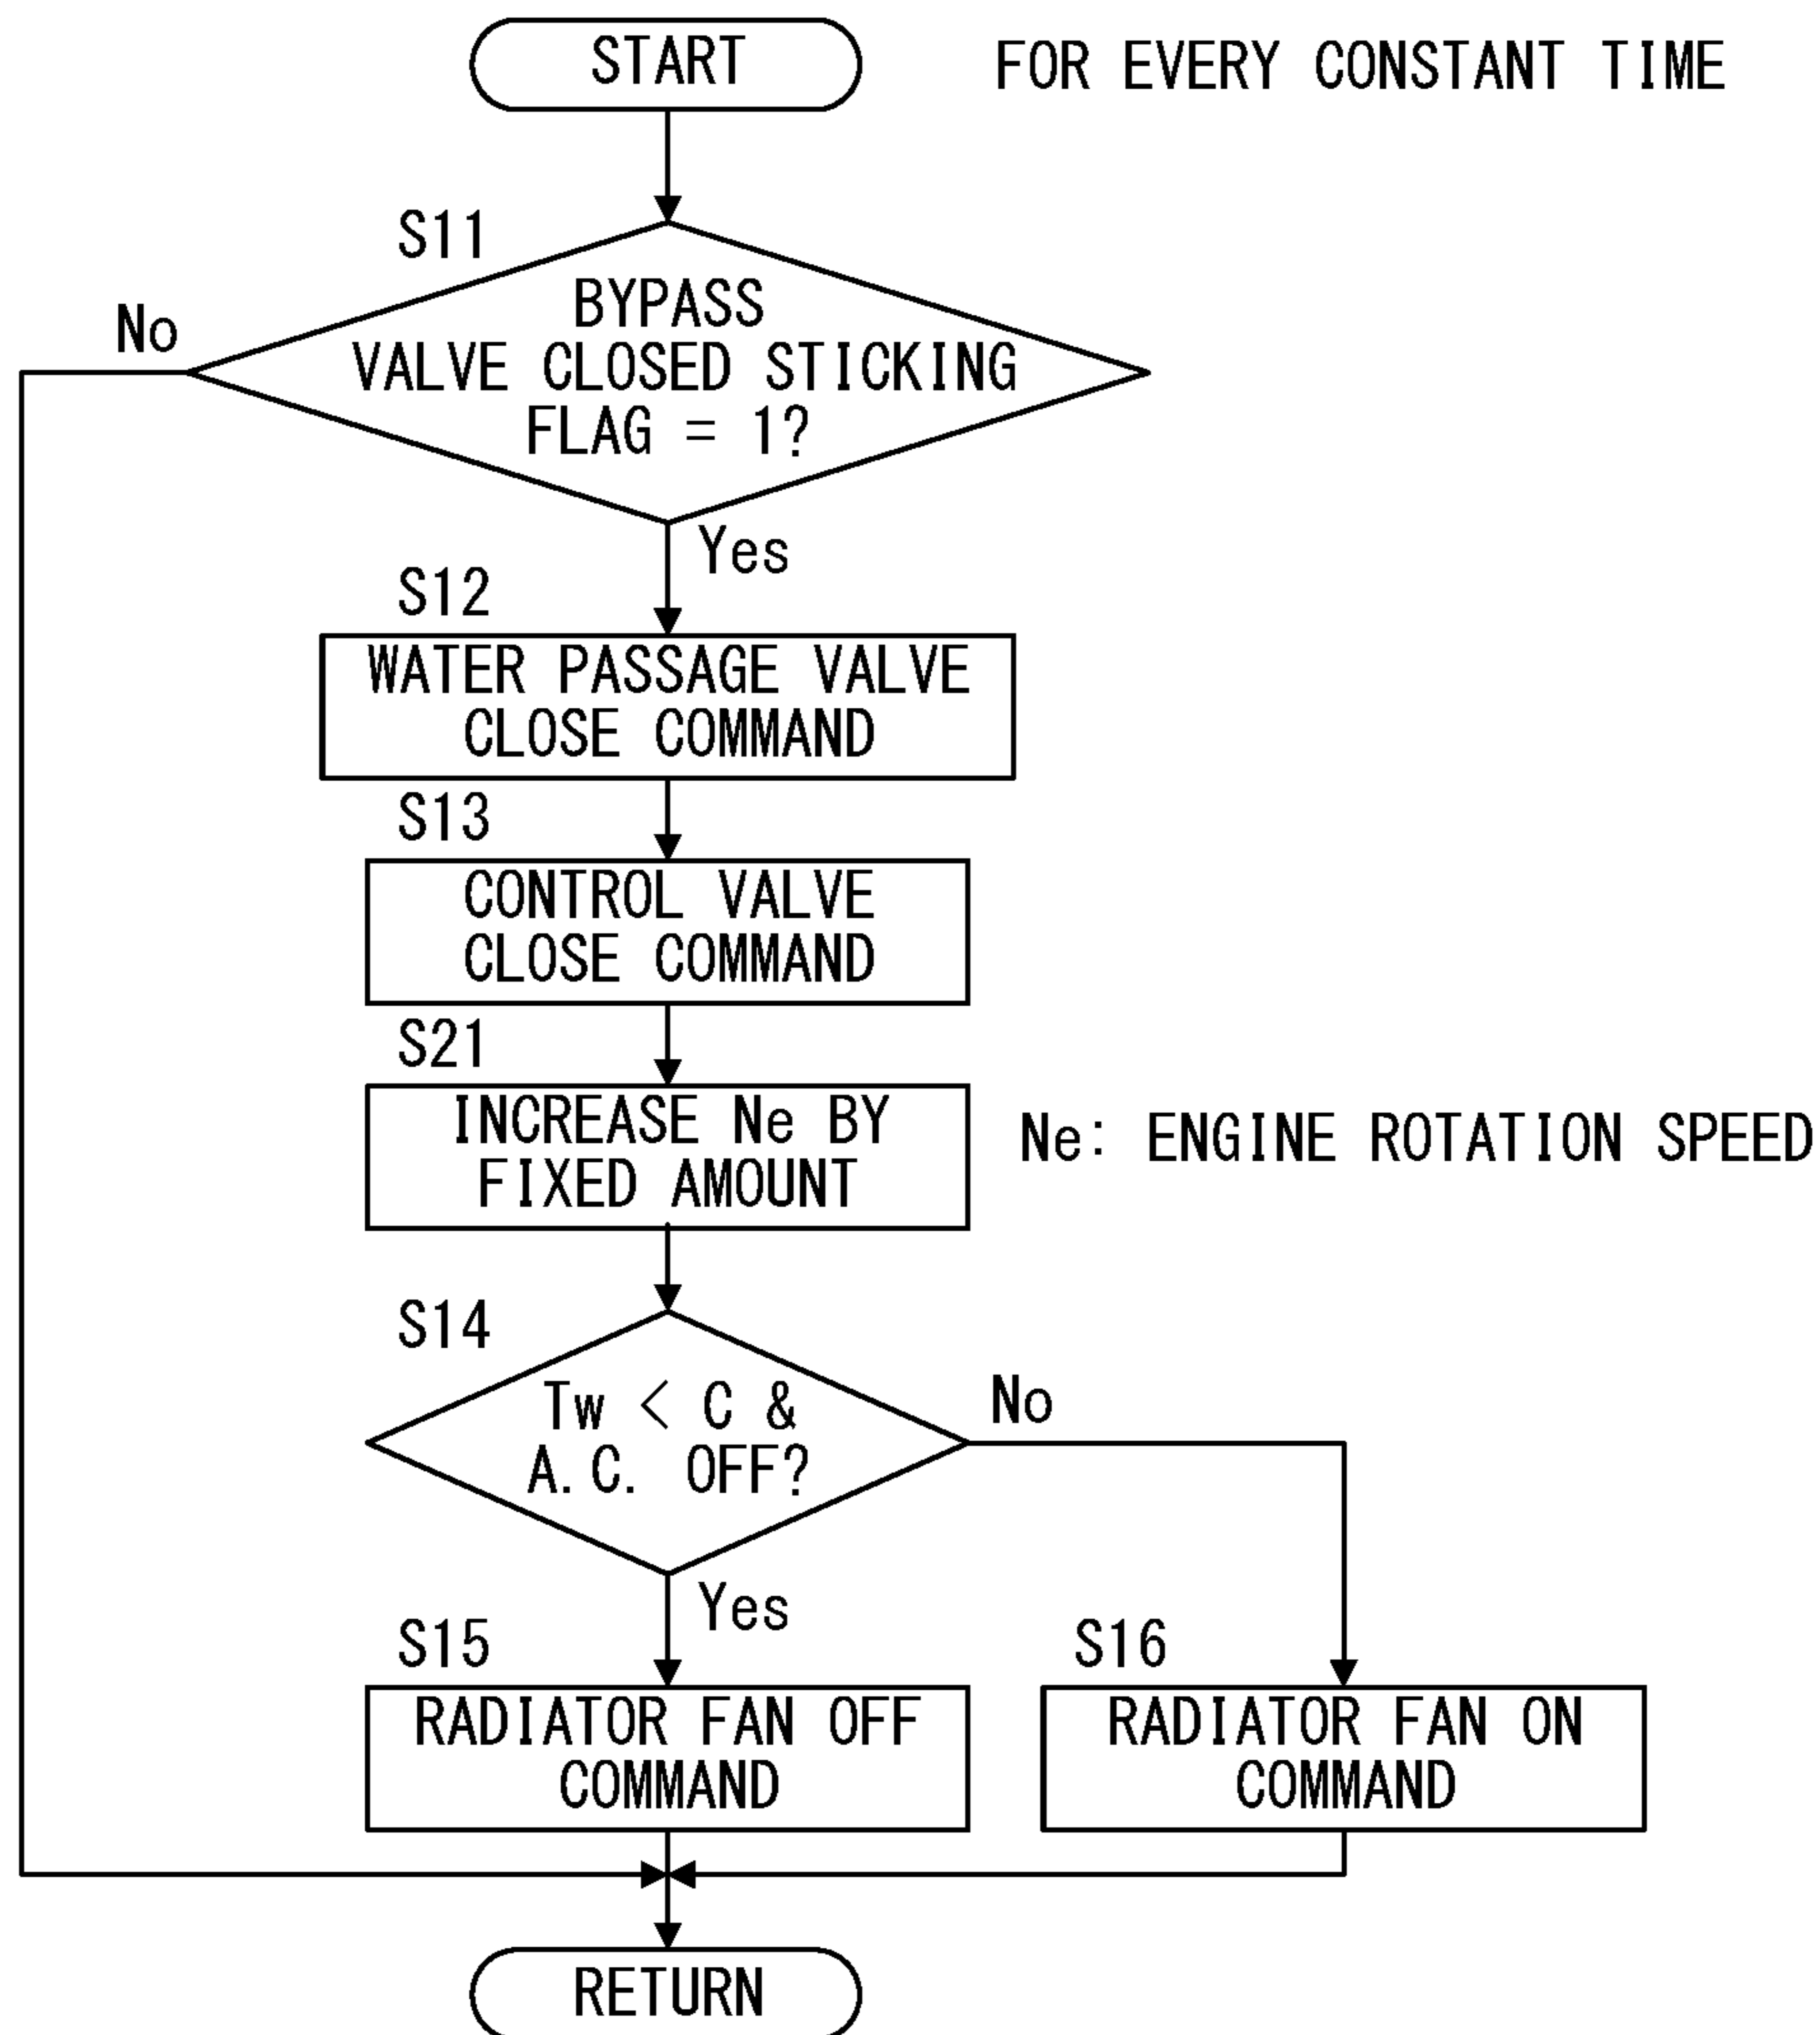 START
FOR EVERY CONSTANT TIME
S11
BYPASS
VALVE CLOSED STICKING
FLAG = 1?
No
Yes
S12
WATER PASSAGE VALVE
CLOSE COMMAND
S13
CONTROL VALVE
CLOSE COMMAND
S21
INCREASE Ne BY
FIXED AMOUNT
Ne: ENGINE ROTATION SPEED
S14
Tw < C &
A.C. OFF?
No
Yes
S15
RADIATOR FAN OFF
COMMAND
S16
RADIATOR FAN ON
COMMAND
RETURN